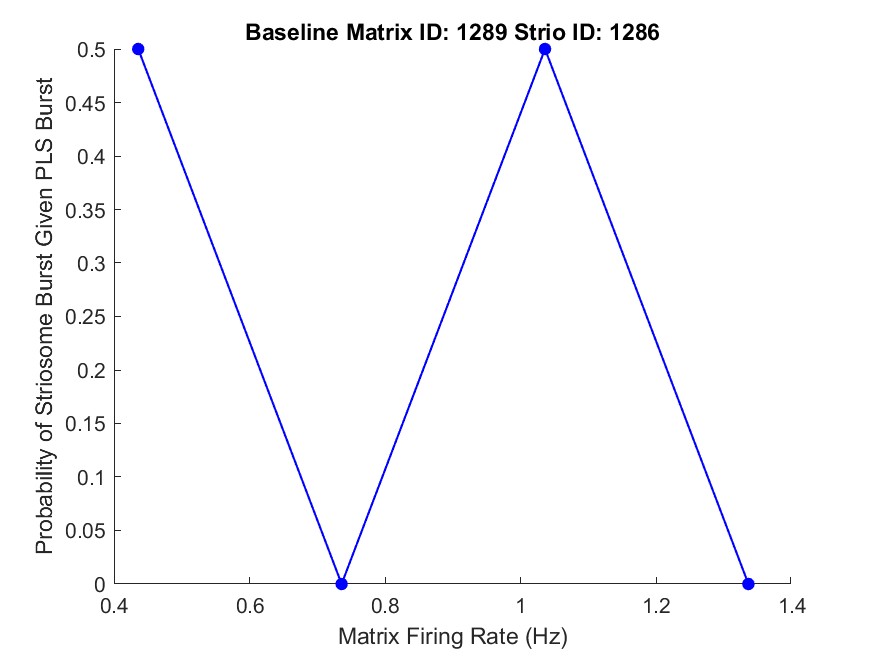 Baseline Matrix ID: 1289 Strio ID: 1286
Probability of Striosome Burst Given PLS Burst
0.5
0.45
0.4
0.35
0.3
0.25
0.2
0.15
0.1
0.05
0
0.4 0.6 0.8 1 1.2 1.4
Matrix Firing Rate (Hz)